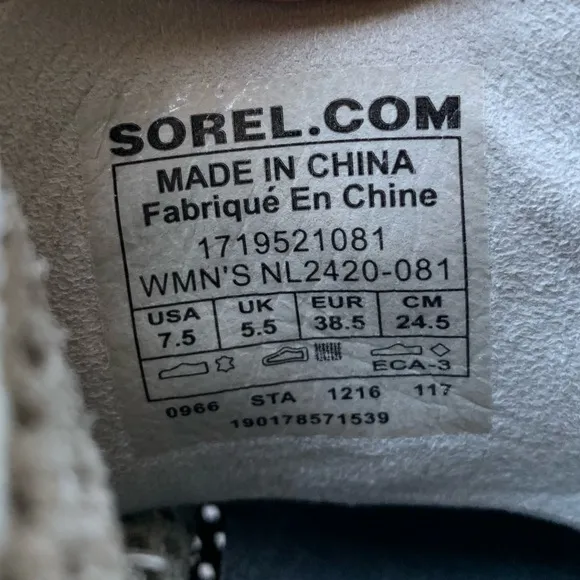 SOREL.COM
MADE IN CHINA
Fabriqué En Chine
1719521081
WMN'S NL2420-081
USA UK EUR CM
7.5 5.5 38.5 24.5
ECA-3
0966 STA 1216 117
190178571539